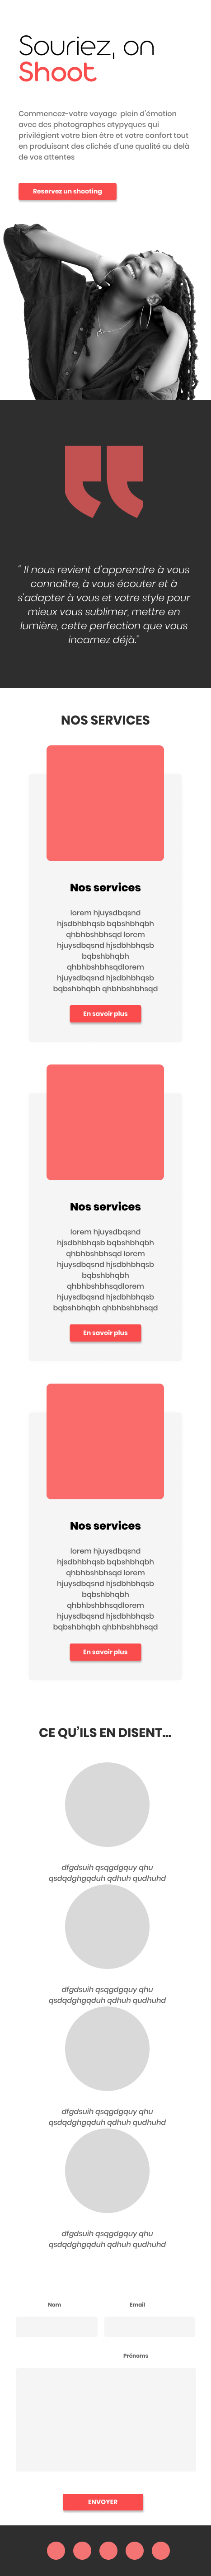 Souriez, on
Shoot
Commencez-votre voyage plein d'émotion
avec des photographes atypyques qui
privilégient votre bien être et votre confort tout
en produisant des clichés d'une qualité au delà
de vos attentes
Reservez un shooting
" Il nous revient d'apprendre à vous
connaître, à vous écouter et à
s'adapter à vous et votre style pour
mieux vous sublimer, mettre en
lumière, cette perfection que vous
incarnez déjà."
NOS SERVICES
Nos services
lorem hjuysdbqsnd
hjsdbhbhqsb bqbshbhqbh
qhbhbshbhsqd lorem
hjuysdbqsnd hjsdbhbhqsb
bqbshbhqbh
qhbhbshbhsqdlorem
hjuysdbqsnd hjsdbhbhqsb
bqbshbhqbh qhbhbshbhsqd
En savoir plus
Nos services
lorem hjuysdbqsnd
hjsdbhbhqsb bqbshbhqbh
qhbhbshbhsqd lorem
hjuysdbqsnd hjsdbhbhqsb
bqbshbhqbh
qhbhbshbhsqdlorem
hjuysdbqsnd hjsdbhbhqsb
bqbshbhqbh qhbhbshbhsqd
En savoir plus
Nos services
lorem hjuysdbqsnd
hjsdbhbhqsb bqbshbhqbh
qhbhbshbhsqd lorem
hjuysdbqsnd hjsdbhbhqsb
bqbshbhqbh
qhbhbshbhsqdlorem
hjuysdbqsnd hjsdbhbhqsb
bqbshbhqbh qhbhbshbhsqd
En savoir plus
CE QU'ILS EN DISENT...
dfgdsuih qsqgdgquy qhu
qsdqdghgqduh qdhuh qudhuhd
dfgdsuih qsqgdgquy qhu
qsdqdghgqduh qdhuh qudhuhd
dfgdsuih qsqgdgquy qhu
qsdqdghgqduh qdhuh qudhuhd
dfgdsuih qsqgdgquy qhu
qsdqdghgqduh qdhuh qudhuhd
Nom Email
Prénoms
ENVOYER